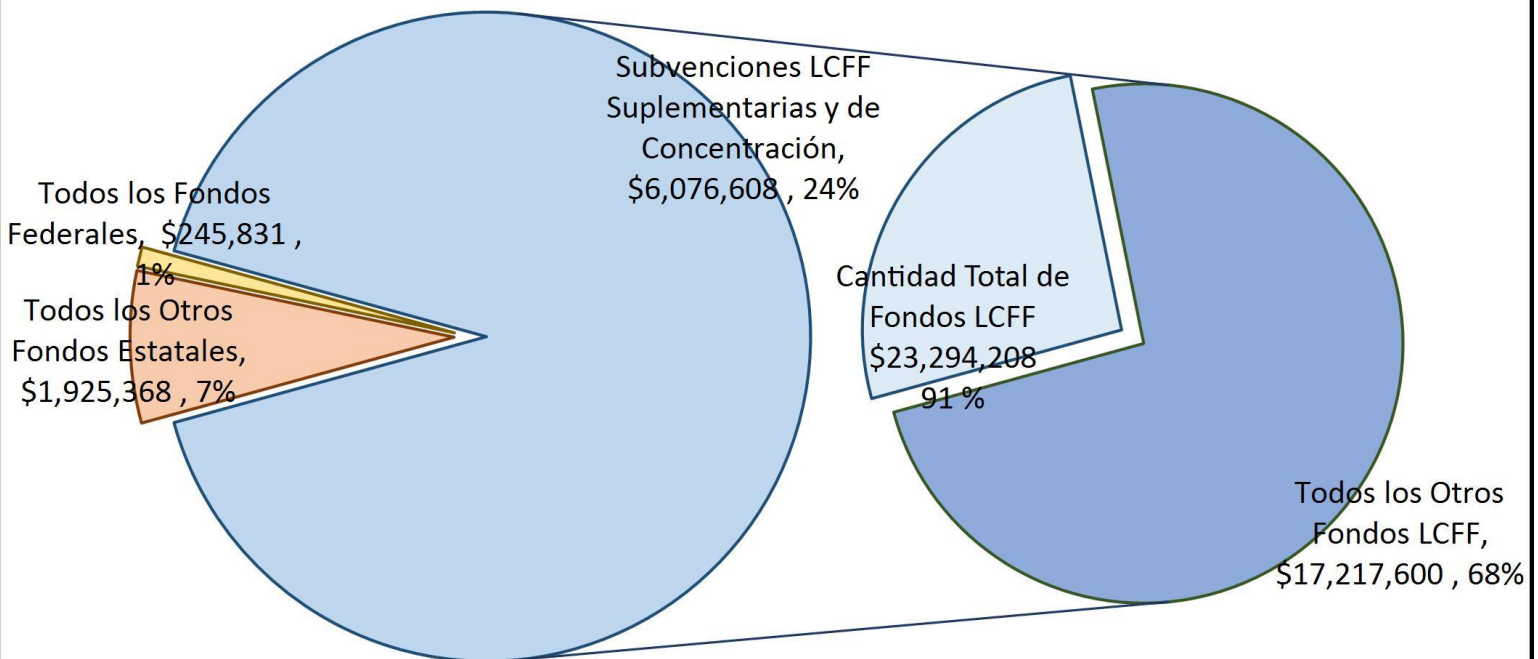 Subvenciones LCFF
Suplementarias y de
Concentración,
$6,076,608 , 24%
Todos los Fondos
Federales,  $245,831 ,
1%
Todos los Otros
Fondos Estatales,
$1,925,368 , 7%
Cantidad Total de
Fondos LCFF
$23,294,208
91 %
Todos los Otros
Fondos LCFF,
$17,217,600 , 68%